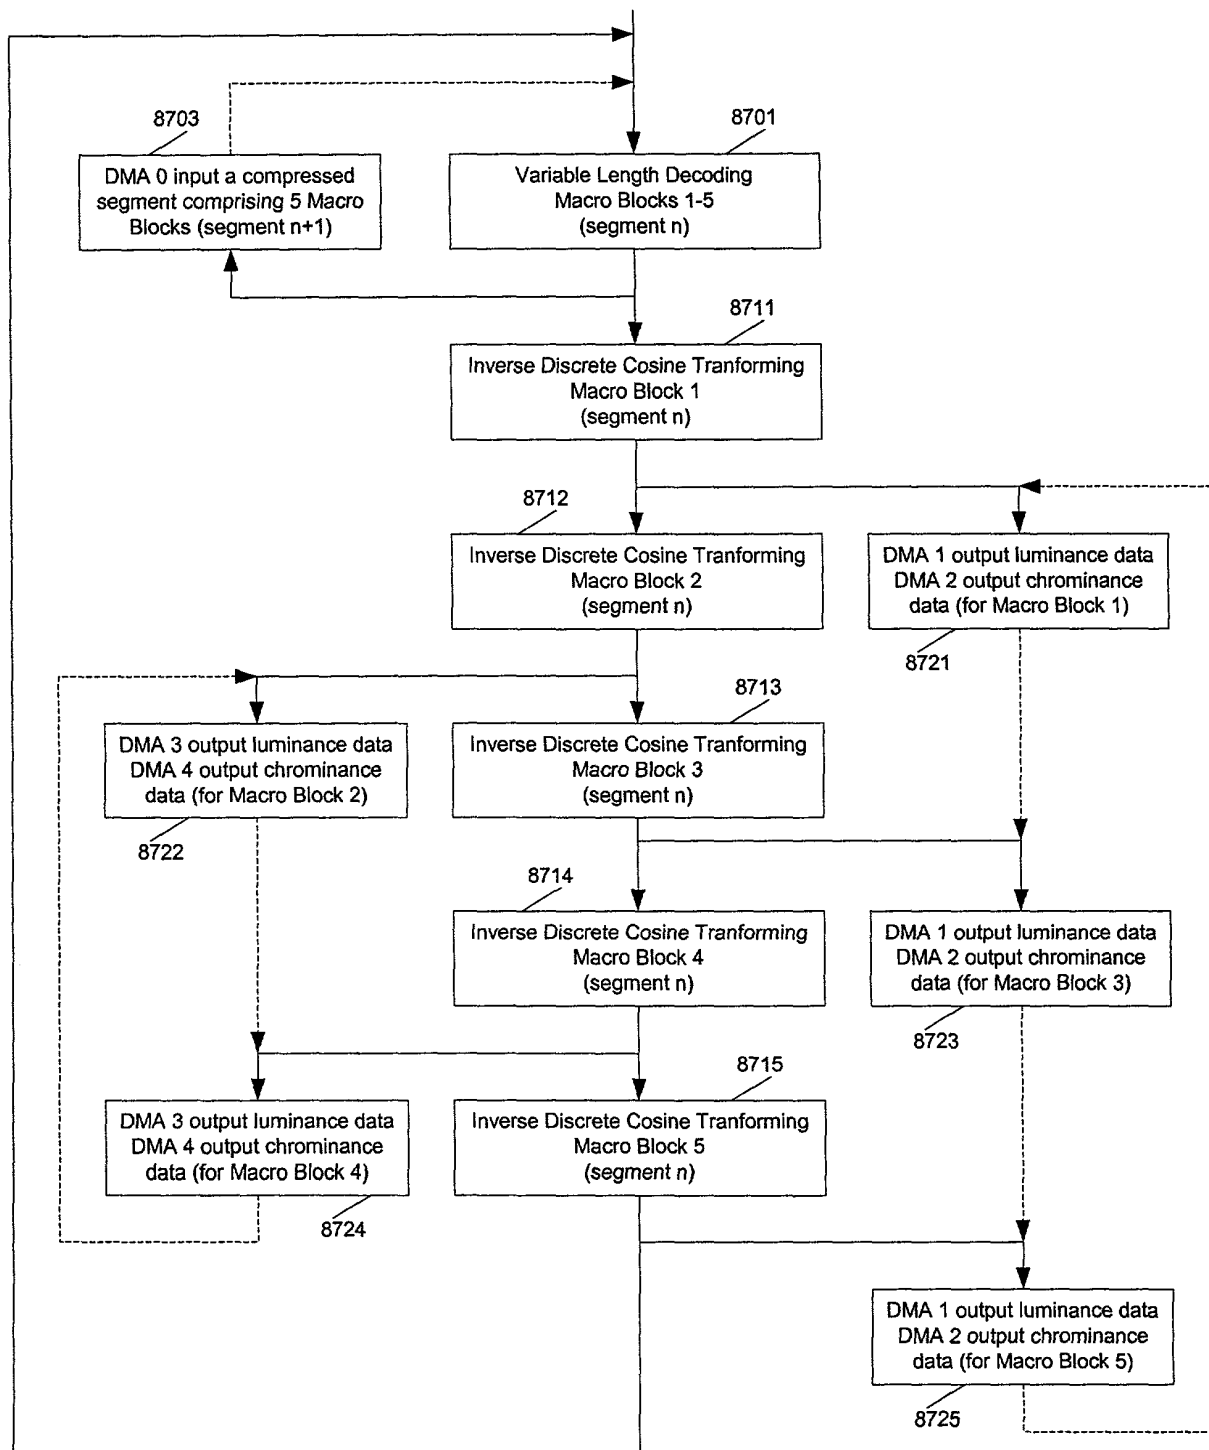 8703
8701
DMA 0 input a compressed
segment comprising 5 Macro
Blocks (segment n+1)
Variable Length Decoding
Macro Blocks 1-5
(segment n)
8711
Inverse Discrete Cosine Tranforming
Macro Block 1
(segment n)
8712
Inverse Discrete Cosine Tranforming
Macro Block 2
(segment n)
DMA 1 output luminance data
DMA 2 output chrominance
data (for Macro Block 1)
8721
8713
DMA 3 output luminance data
DMA 4 output chrominance
data (for Macro Block 2)
8722
Inverse Discrete Cosine Tranforming
Macro Block 3
(segment n)
8714
Inverse Discrete Cosine Tranforming
Macro Block 4
(segment n)
DMA 1 output luminance data
DMA 2 output chrominance
data (for Macro Block 3)
8723
8715
DMA 3 output luminance data
DMA 4 output chrominance
data (for Macro Block 4)
8724
Inverse Discrete Cosine Tranforming
Macro Block 5
(segment n)
DMA 1 output luminance data
DMA 2 output chrominance
data (for Macro Block 5)
8725